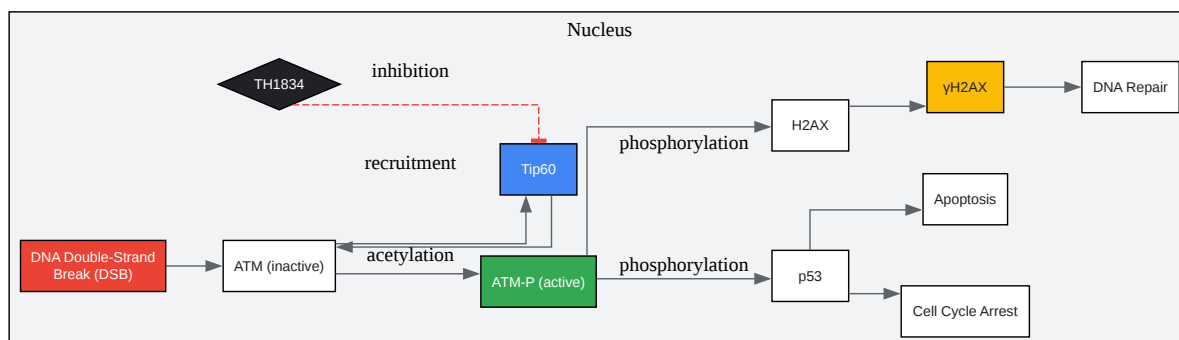 Nucleus
TH1834
inhibition
γH2AX
DNA Repair
H2AX
phosphorylation
recruitment
Tip60
Apoptosis
DNA Double-Strand
Break (DSB)
ATM (inactive)
acetylation
ATM-P (active)
phosphorylation
p53
Cell Cycle Arrest